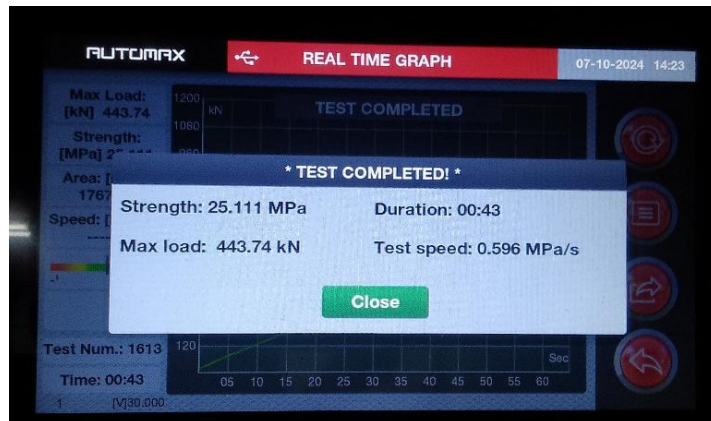 AUTOMAX
REAL TIME GRAPH
07-10-2024 14:23
Max Load:
[kN] 443.74
Strength:
[MPa]
Area:
1767
Speed:
1200
kN
1080
960
TEST COMPLETED
* TEST COMPLETED! *
Strength: 25.111 MPa
Duration: 00:43
Max load: 443.74 kN
Test speed: 0.596 MPa/s
Close
Test Num.: 1613
120
Sec
Time: 00:43
05 10 15 20 25 30 35 40 45 50 55 60
1 [V]30.000